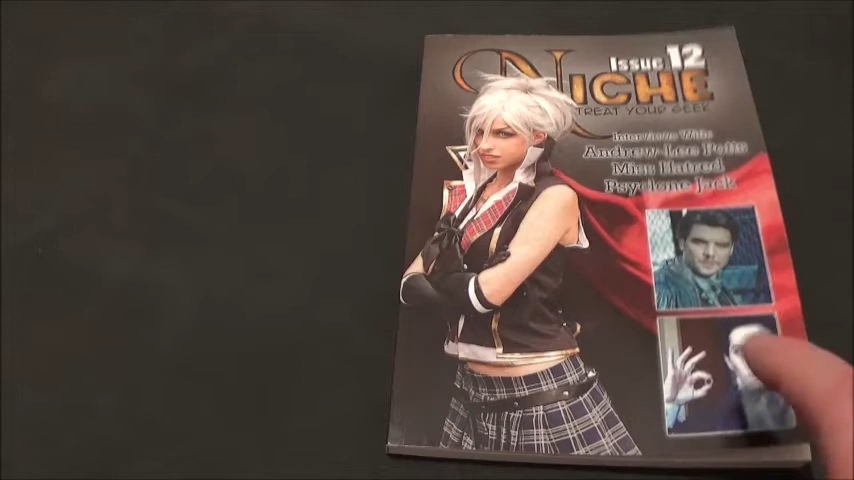 Issue 12
NICHE
TREAT YOUR GEEK
Interviews With
Andrew-Lee Potts
Miss Hatred
Psyclone Jack